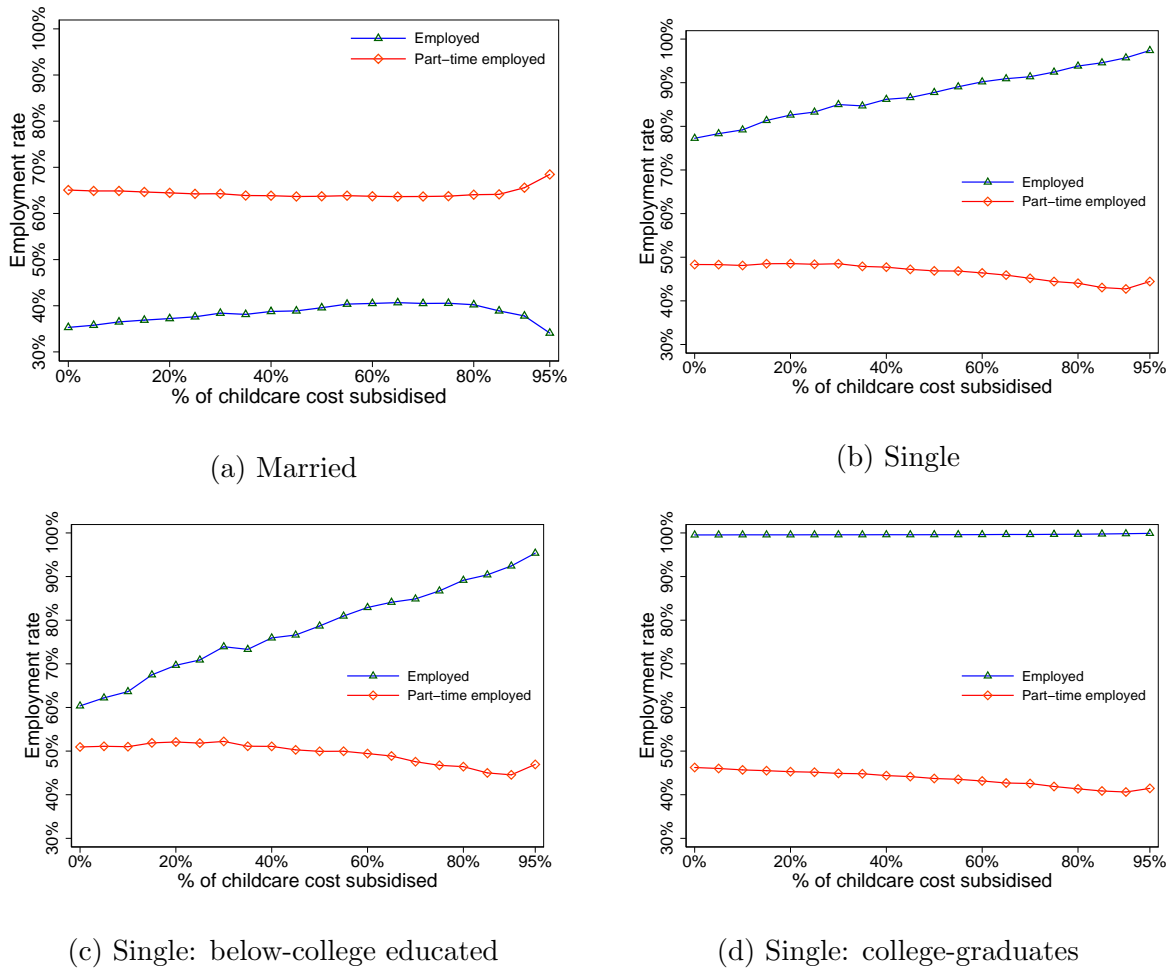 100%
90%
80%
70%
60%
50%
40%
30%
Employment rate
Employed
Part-time employed
0%
20%
40%
60%
80%
95%
% of childcare cost subsidised
(a) Married
100%
90%
80%
70%
60%
50%
40%
30%
Employment rate
Employed
Part-time employed
0%
20%
40%
60%
80%
95%
% of childcare cost subsidised
(b) Single
100%
90%
80%
70%
60%
50%
40%
30%
Employment rate
Employed
Part-time employed
0%
20%
40%
60%
80%
95%
% of childcare cost subsidised
(c) Single: below-college educated
100%
90%
80%
70%
60%
50%
40%
30%
Employment rate
Employed
Part-time employed
0%
20%
40%
60%
80%
95%
% of childcare cost subsidised
(d) Single: college-graduates